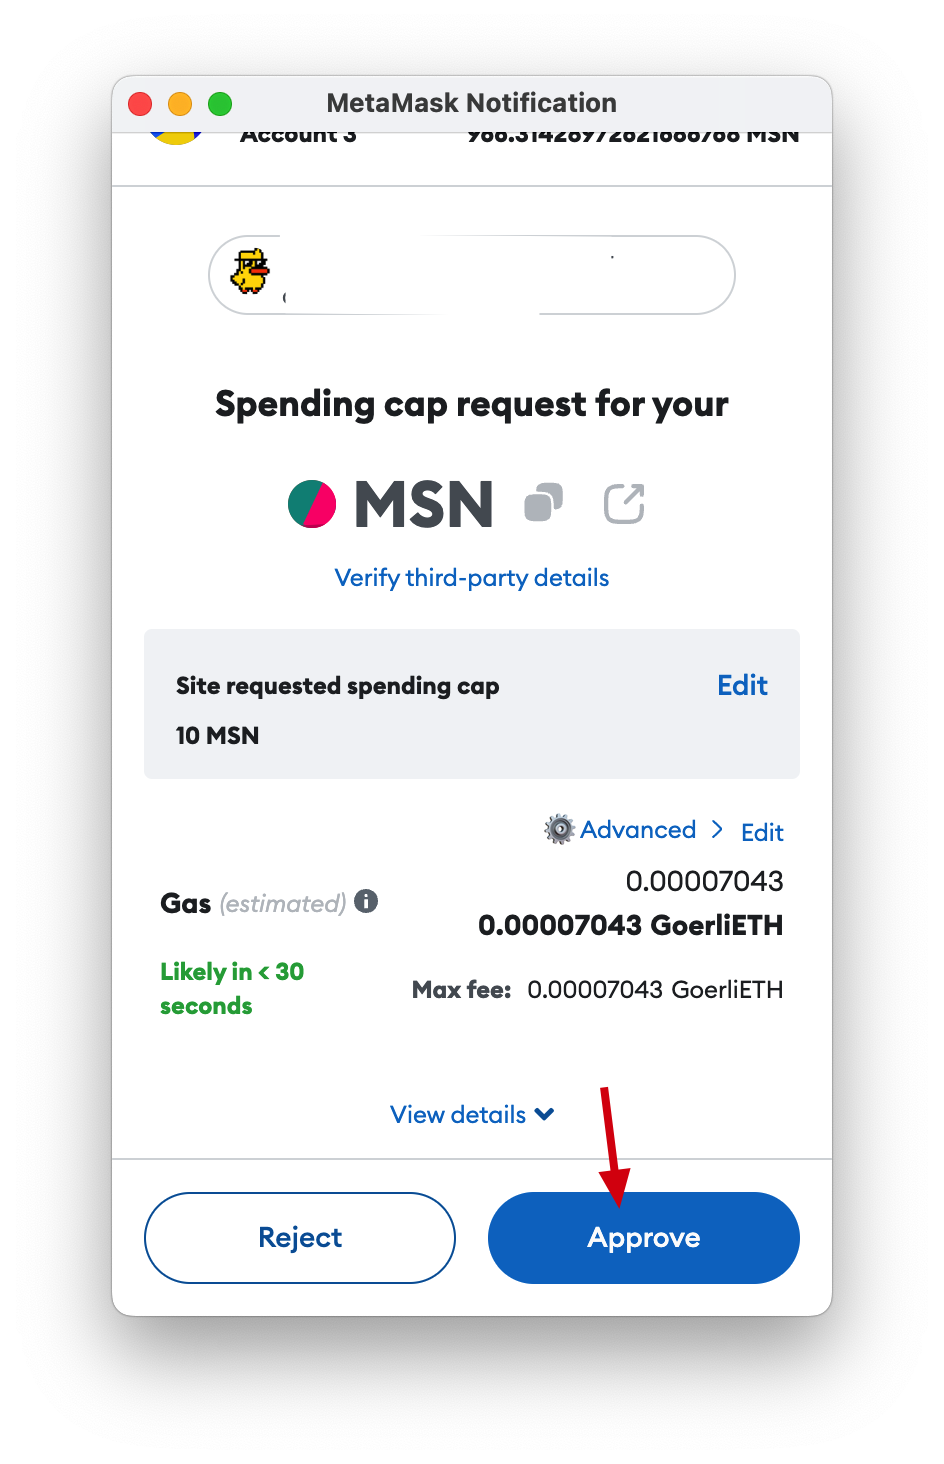 MetaMask Notification
Account 3 966.31428972821686788 MSN
Spending cap request for your
MSN
Verify third-party details
Site requested spending cap Edit
10 MSN
Advanced > Edit
0.00007043
Gas (estimated)
0.00007043 GoerliETH
Likely in < 30
seconds
Max fee: 0.00007043 GoerliETH
View details
Reject Approve